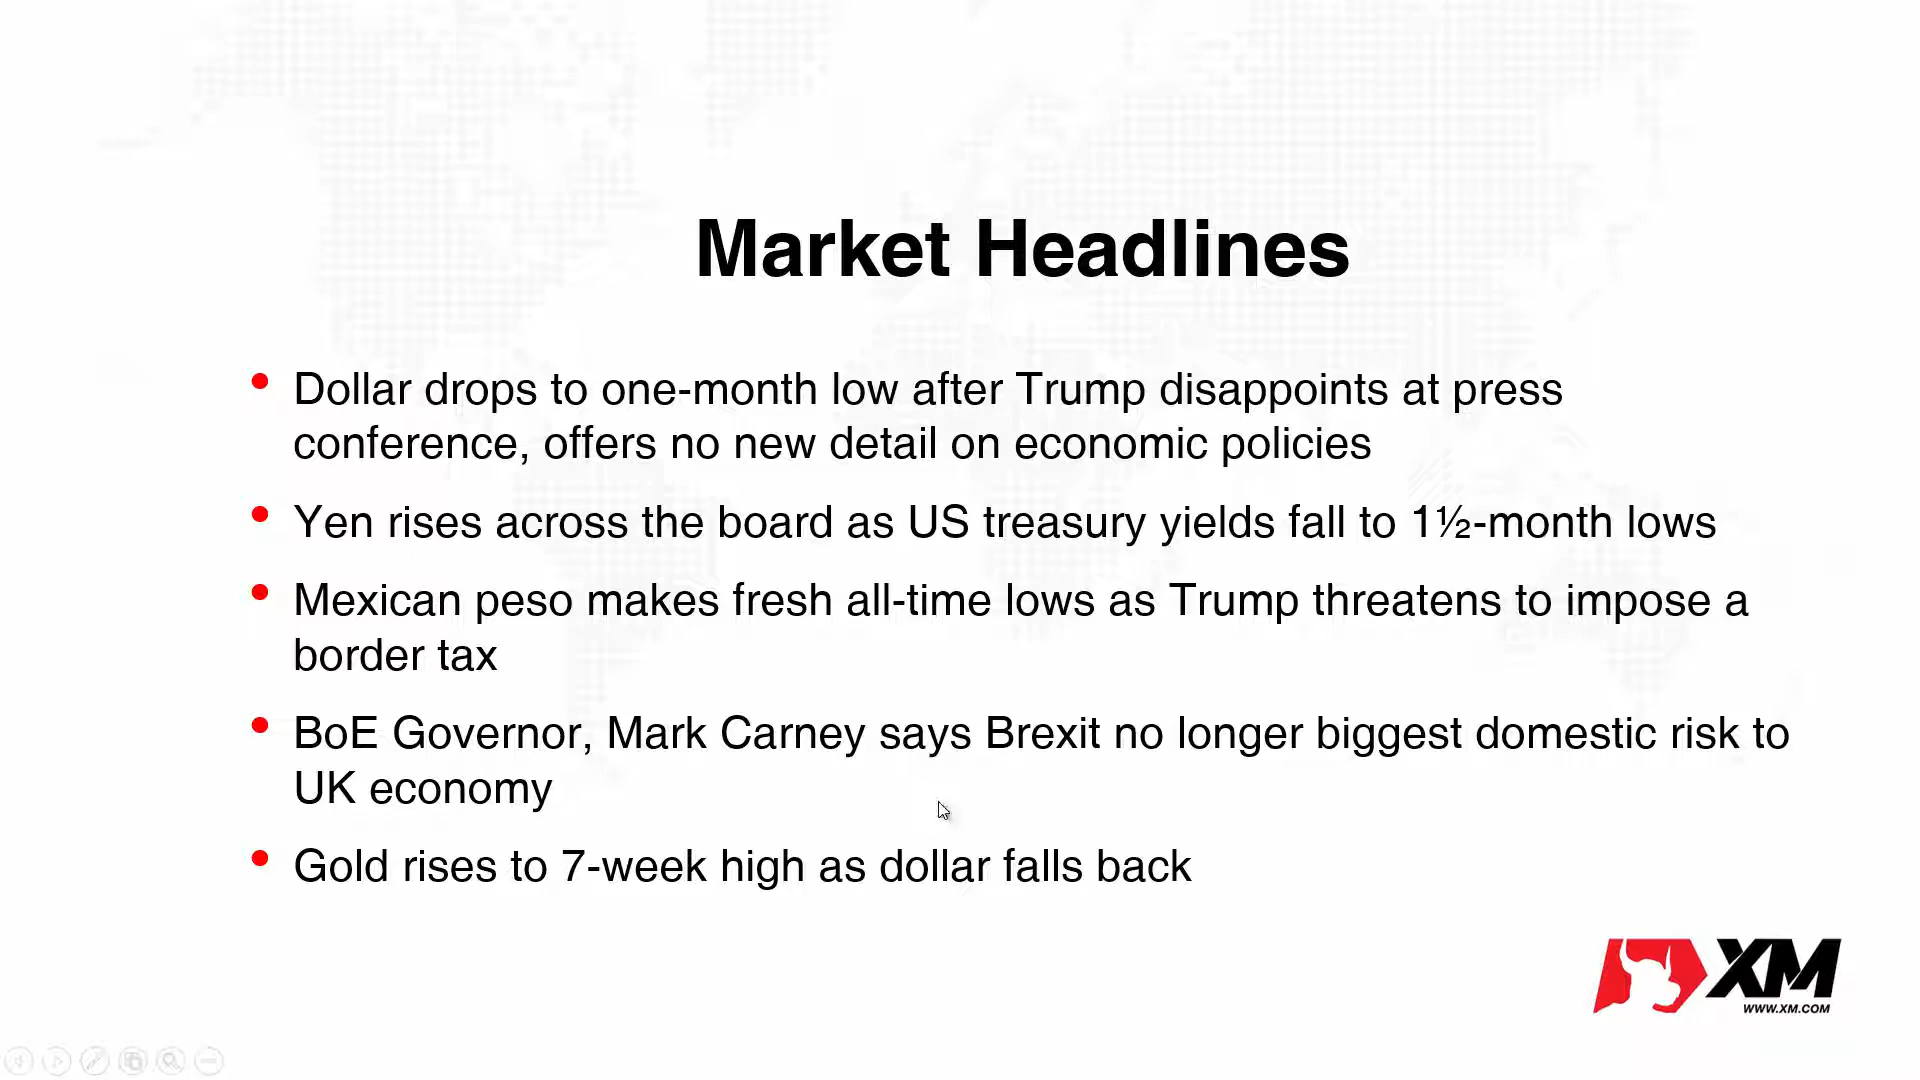 Market Headlines
Dollar drops to one-month low after Trump disappoints at press
conference, offers no new detail on economic policies
Yen rises across the board as US treasury yields fall to 1½-month lows
Mexican peso makes fresh all-time lows as Trump threatens to impose a
border tax
BoE Governor, Mark Carney says Brexit no longer biggest domestic risk to
UK economy
Gold rises to 7-week high as dollar falls back
XM
WWW.XM.COM